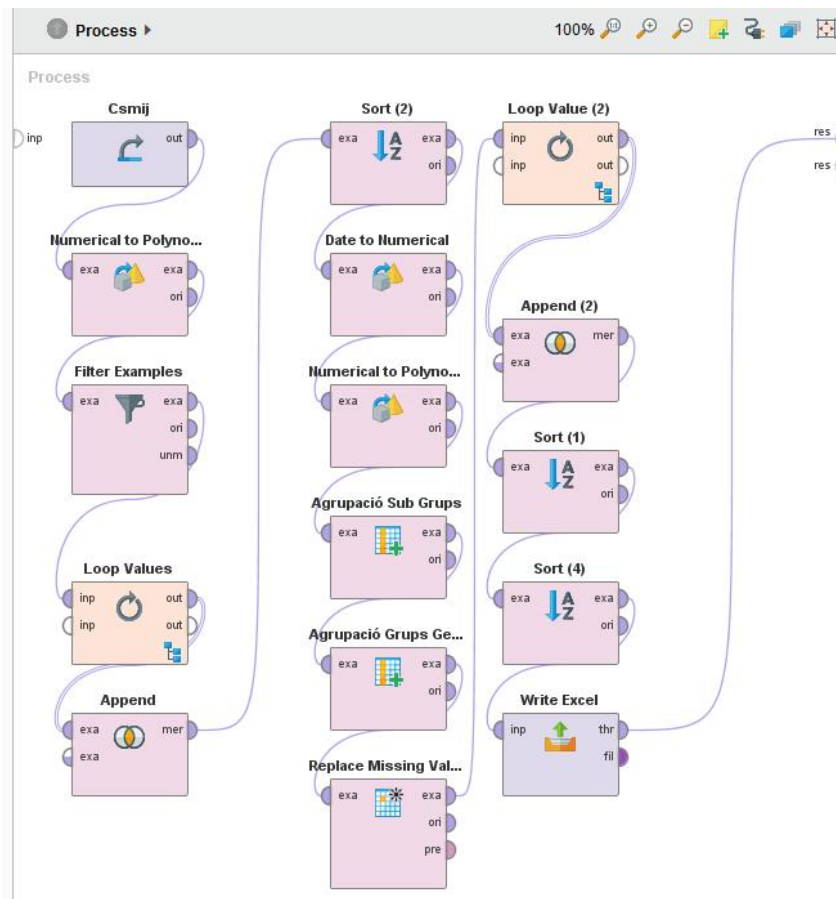 Process
100%
Process
inp
Csmij
out
Numerical to Polyno...
exa exa
ori
Filter Examples
exa exa
ori
unm
Loop Values
inp out
inp out
Append
exa mer
exa
Sort (2)
exa exa
ori
Date to Numerical
exa exa
ori
Numerical to Polyno...
exa exa
ori
Agrupació Sub Grups
exa exa
ori
Agrupació Grups Ge...
exa exa
ori
Replace Missing Val...
exa exa
ori
pre
Loop Value (2)
inp out
inp out
Append (2)
exa mer
exa
Sort (1)
exa exa
ori
Sort (4)
exa exa
ori
Write Excel
inp thr
fil
res
res